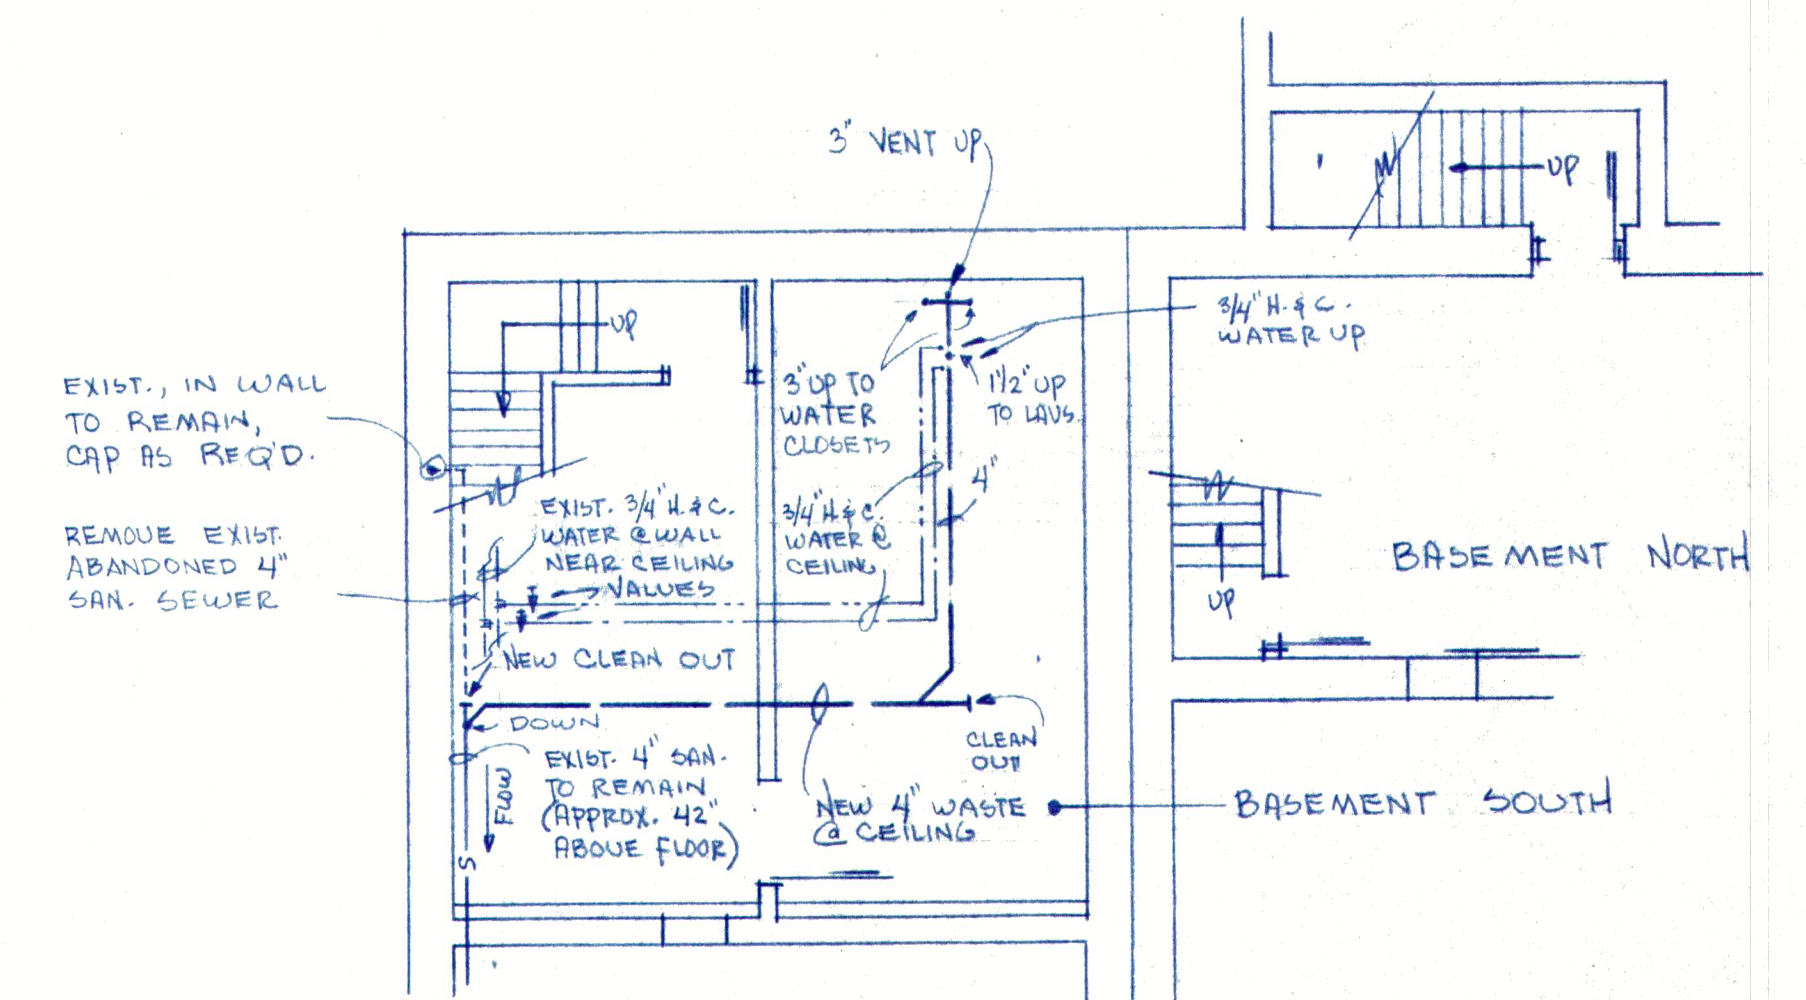 3" VENT UP
UP
3/4" H. & C.
WATER UP
UP
EXIST., IN WALL
TO REMAIN,
CAP AS REQ'D.
3" UP TO
WATER
CLOSETS
1 1/2" UP
TO LAVS.
4"
EXIST. 3/4" H. & C.
WATER @ WALL
NEAR CEILING
VALUES
3/4" H. & C.
WATER @
CEILING
REMOVE EXIST.
ABANDONED 4"
SAN. SEWER
BASEMENT NORTH
UP
NEW CLEAN OUT
DOWN
CLEAN
OUT
EXIST. 4" SAN.
TO REMAIN
(APPROX. 42"
ABOVE FLOOR)
FLOW
S
NEW 4" WASTE
@ CEILING
BASEMENT SOUTH